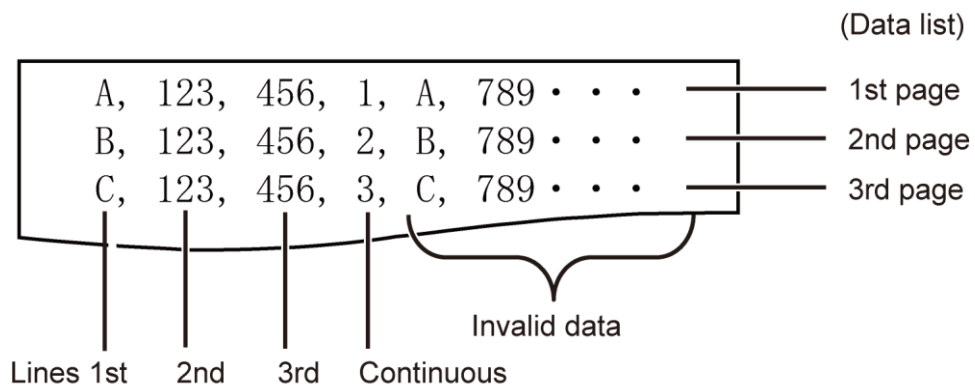 (Data list)
A, 123, 456, 1, A, 789・・・ 1st page
B, 123, 456, 2, B, 789・・・ 2nd page
C, 123, 456, 3, C, 789・・・ 3rd page
Invalid data
Lines 1st 2nd 3rd Continuous